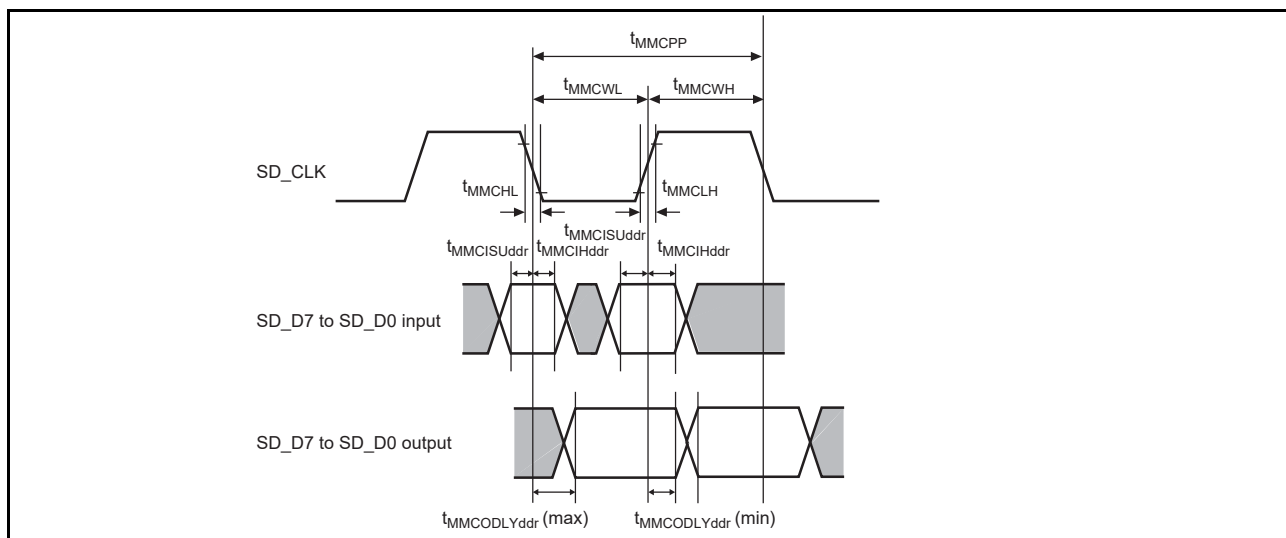 tMMCPP
tMMCWL
tMMCWH
SD_CLK
tMMCHL
tMMCLH
tMMCISUddr
tMMCISUddr
tMMCIHddr
tMMCIHddr
SD_D7 to SD_D0 input
SD_D7 to SD_D0 output
tMMCODLYddr (max)
tMMCODLYddr (min)